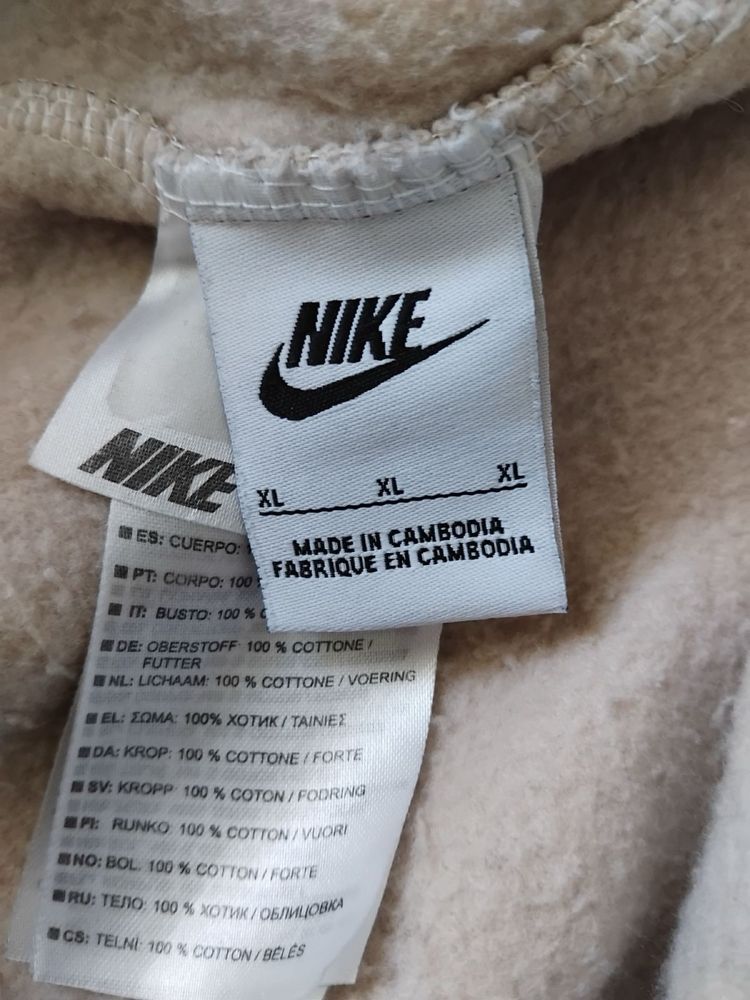 NIKE
XL XL XL
MADE IN CAMBODIA
FABRIQUE EN CAMBODIA
NIKE
ES: CUERPO:
PT: CORPO: 100
IT: BUSTO: 100 %
DE: OBERSTOFF 100 % COTTONE /
FUTTER
NL: LICHAAM: 100 % COTTONE / VOERING
EL: ΣΩΜΑ: 100% ХОТИК / TAINIEΣ
DA: KROP: 100 % COTTONE / FORTE
SV: KROPP 100 % COTON / FODRING
FI: RUNKO: 100 % COTTON / VUORI
NO: BOL. 100 % COTTON / FORTE
RU: ТЕЛО: 100 % ХОТИК / ОБЛИЦОВКА
CS: TELNÍ: 100 % COTTON / BÉLÉS